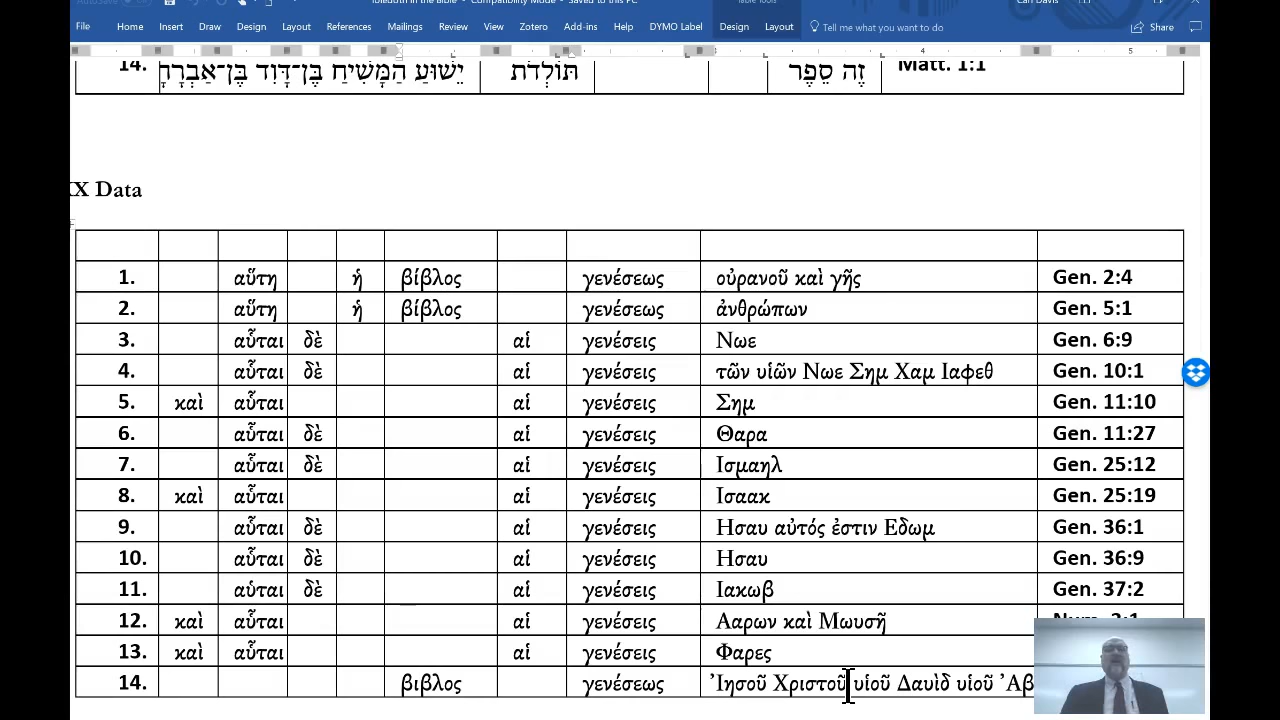 File Home Insert Draw Design Layout References Mailings Review View Zotero Add-ins Help DYMO Label Design Layout Tell me what you want to do Share
4 5
14. יֵשׁוּעַ הַמָּשִׁיחַ בֶּן־דָּוִד בֶּן־אַבְרָהָ תּוֹלְדֹת זֶה סֵפֶר Matt. 1:1
X Data
1. αὕτη ἡ βίβλος γενέσεως οὐρανοῦ καὶ γῆς Gen. 2:4
2. αὕτη ἡ βίβλος γενέσεως ἀνθρώπων Gen. 5:1
3. αὗται δὲ αἱ γενέσεις Νωε Gen. 6:9
4. αὗται δὲ αἱ γενέσεις τῶν υἱῶν Νωε Σημ Χαμ Ιαφεθ Gen. 10:1
5. καὶ αὗται αἱ γενέσεις Σημ Gen. 11:10
6. αὗται δὲ αἱ γενέσεις Θαρα Gen. 11:27
7. αὗται δὲ αἱ γενέσεις Ισμαηλ Gen. 25:12
8. καὶ αὗται αἱ γενέσεις Ισαακ Gen. 25:19
9. αὗται δὲ αἱ γενέσεις Ησαυ αὐτός ἐστιν Εδωμ Gen. 36:1
10. αὗται δὲ αἱ γενέσεις Ησαυ Gen. 36:9
11. αὑται δὲ αἱ γενέσεις Ιακωβ Gen. 37:2
12. καὶ αὗται αἱ γενέσεις Ααρων καὶ Μωυσῆ
13. καὶ αὗται αἱ γενέσεις Φαρες
14. βιβλος γενέσεως Ἰησοῦ Χριστοῦ υἱοῦ Δαυὶδ υἱοῦ Ἀβ